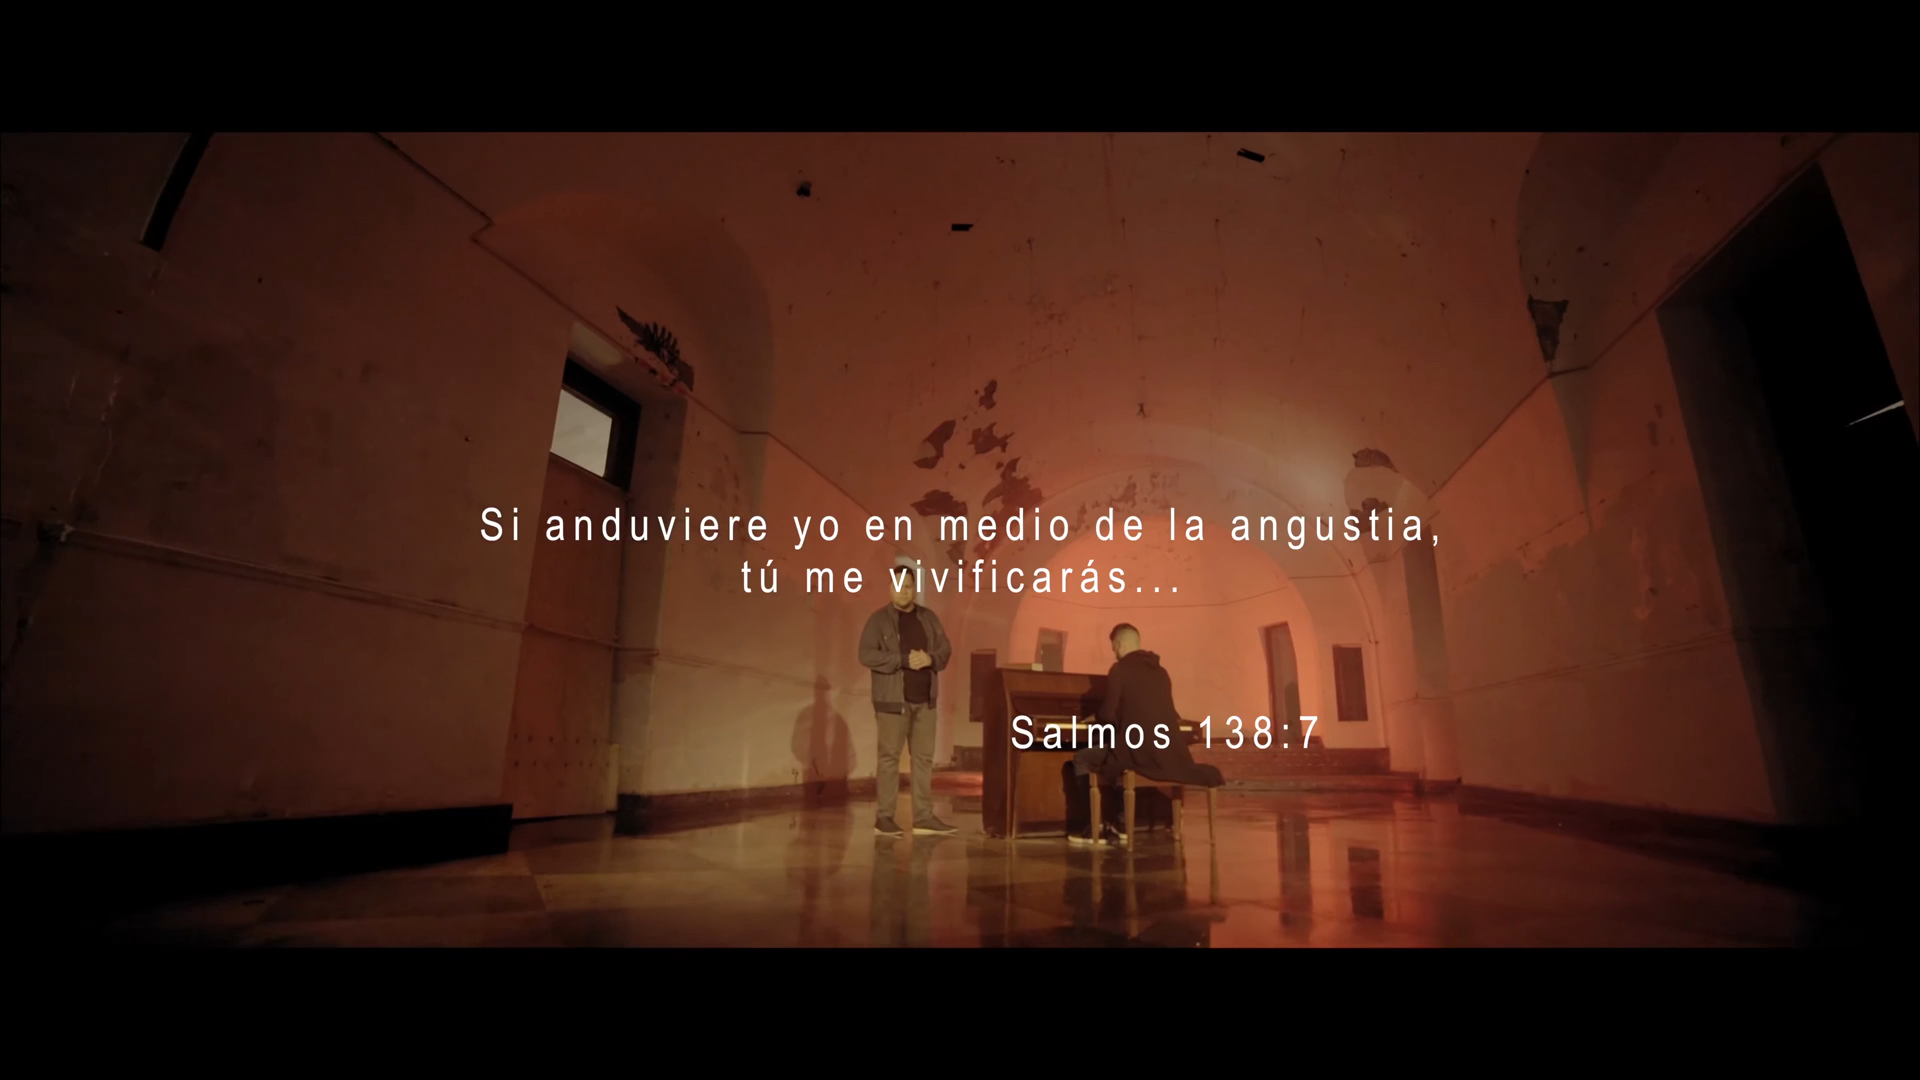 Si anduviere yo en medio de la angustia,
tú me vivificarás...
Salmos 138:7